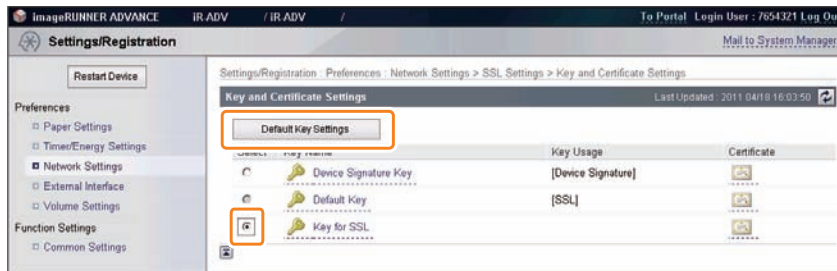 imageRUNNER ADVANCE iR-ADV / iR-ADV / To Portal Login User : 7654321 Log Ou
Settings/Registration Mail to System Manager
Restart Device
Settings/Registration : Preferences : Network Settings > SSL Settings > Key and Certificate Settings
Key and Certificate Settings Last Updated : 2011 04/18 16:03:50
Preferences
Default Key Settings
Paper Settings
Timer/Energy Settings
Select Key Name Key Usage Certificate
Network Settings
Device Signature Key [Device Signature]
External Interface
Default Key [SSL]
Volume Settings
Function Settings
Key for SSL
Common Settings